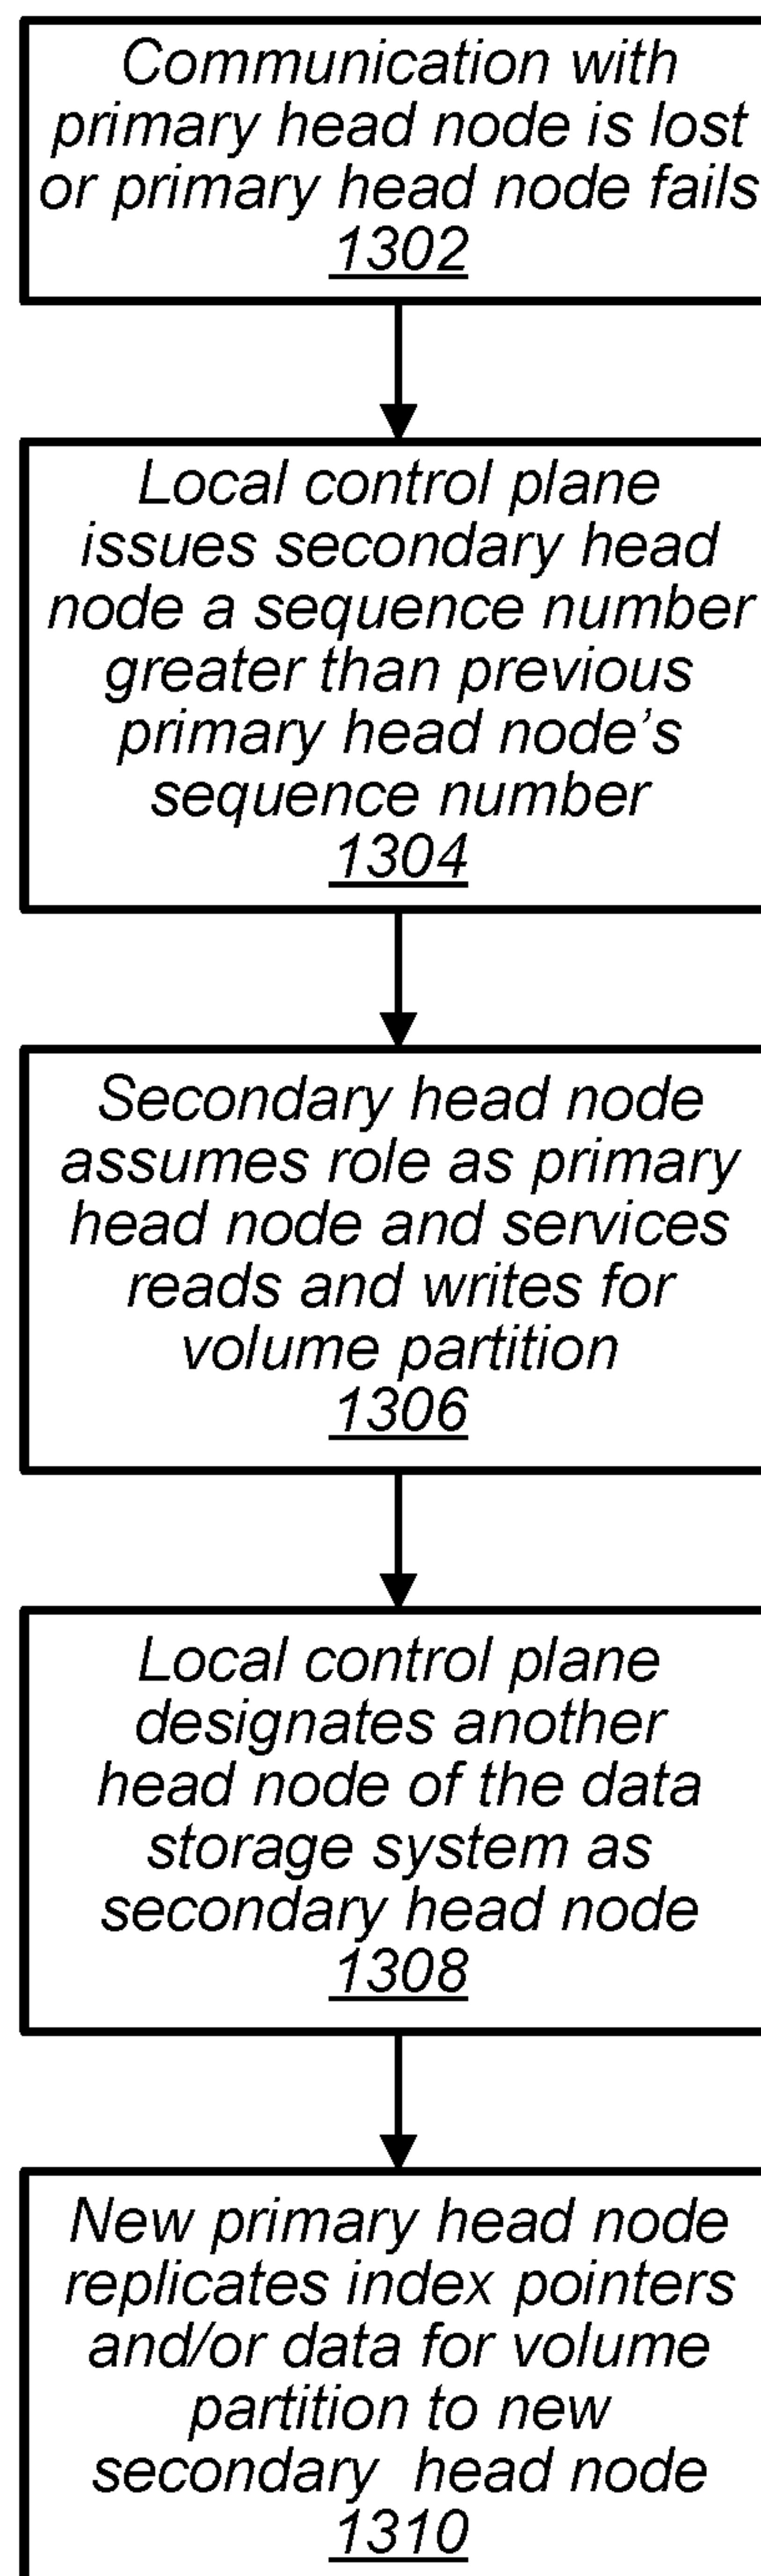 Communication with
primary head node is lost
or primary head node fails
1302
Local control plane
issues secondary head
node a sequence number
greater than previous
primary head node's
sequence number
1304
Secondary head node
assumes role as primary
head node and services
reads and writes for
volume partition
1306
Local control plane
designates another
head node of the data
storage system as
secondary head node
1308
New primary head node
replicates index pointers
and/or data for volume
partition to new
secondary head node
1310